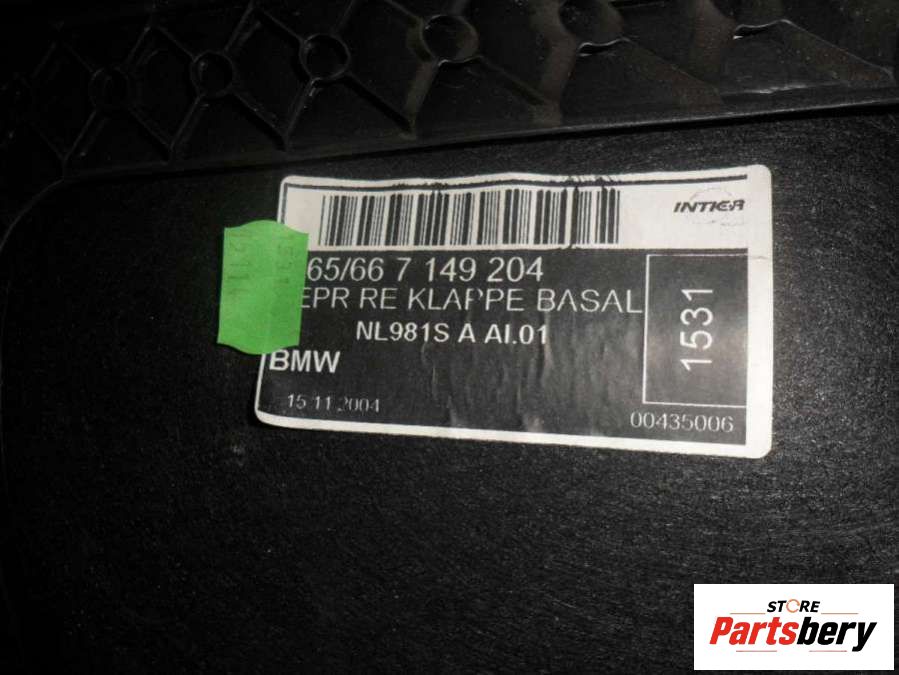 INTIER
65/66 7 149 204
EPR RE KLAPPE BASAL
NL981S A AI.01
1531
BMW
15 11 2004
00435006
STORE
Partsbery